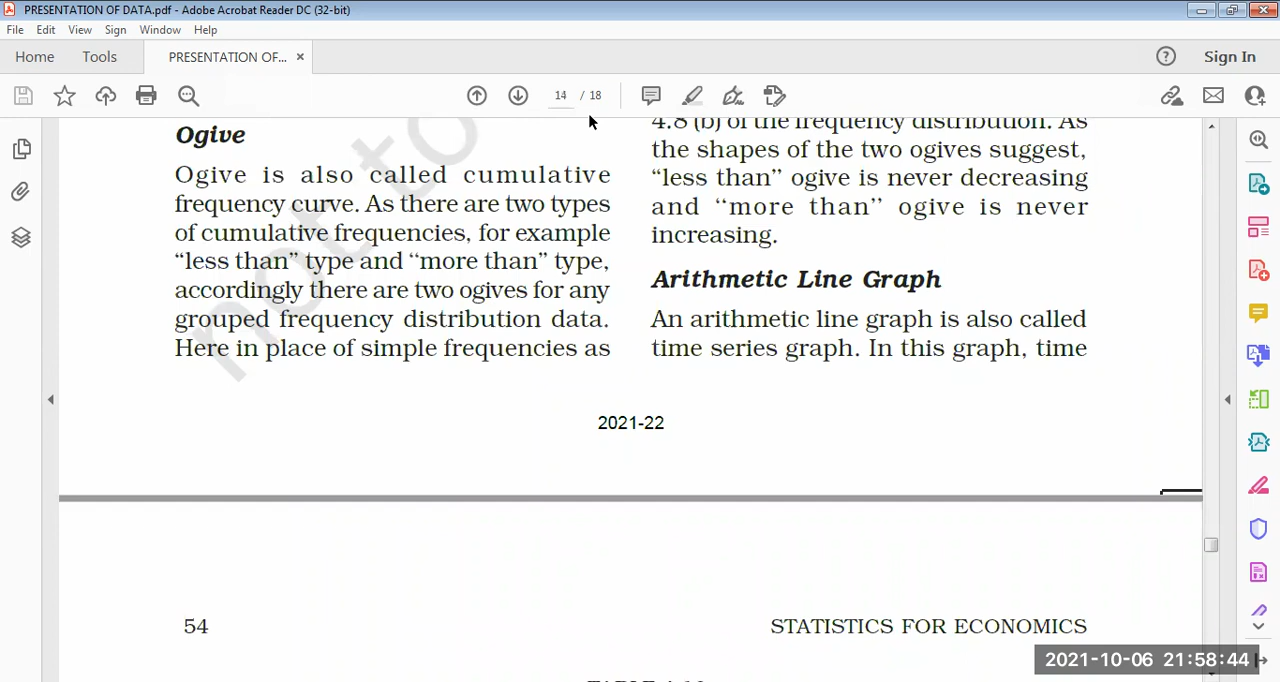 PRESENTATION OF DATA.pdf - Adobe Acrobat Reader DC (32-bit)
File Edit View Sign Window Help
Home Tools PRESENTATION OF... × Sign In
14 / 18
Ogive
Ogive is also called cumulative
frequency curve. As there are two types
of cumulative frequencies, for example
“less than” type and “more than” type,
accordingly there are two ogives for any
grouped frequency distribution data.
Here in place of simple frequencies as
4.8 (b) of the frequency distribution. As
the shapes of the two ogives suggest,
“less than” ogive is never decreasing
and “more than” ogive is never
increasing.
Arithmetic Line Graph
An arithmetic line graph is also called
time series graph. In this graph, time
not to
2021-22
54 STATISTICS FOR ECONOMICS
2021-10-06 21:58:44